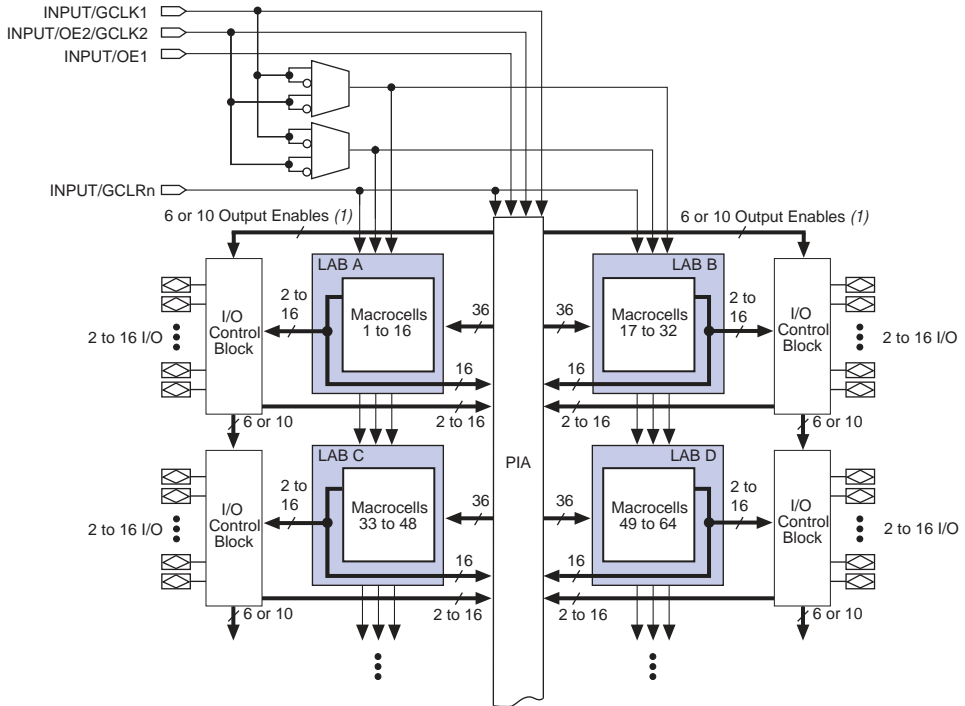 INPUT/GCLK1
INPUT/OE2/GCLK2
INPUT/OE1
INPUT/GCLRn
6 or 10 Output Enables (1)
6 or 10 Output Enables (1)
LAB A
LAB B
2 to 16 I/O
I/O
Control
Block
2 to
16
Macrocells
1 to 16
36
16
2 to 16
6 or 10
36
Macrocells
17 to 32
2 to
16
16
2 to 16
I/O
Control
Block
2 to 16 I/O
6 or 10
PIA
LAB C
LAB D
2 to 16 I/O
I/O
Control
Block
2 to
16
Macrocells
33 to 48
36
16
2 to 16
6 or 10
36
Macrocells
49 to 64
2 to
16
16
2 to 16
I/O
Control
Block
2 to 16 I/O
6 or 10